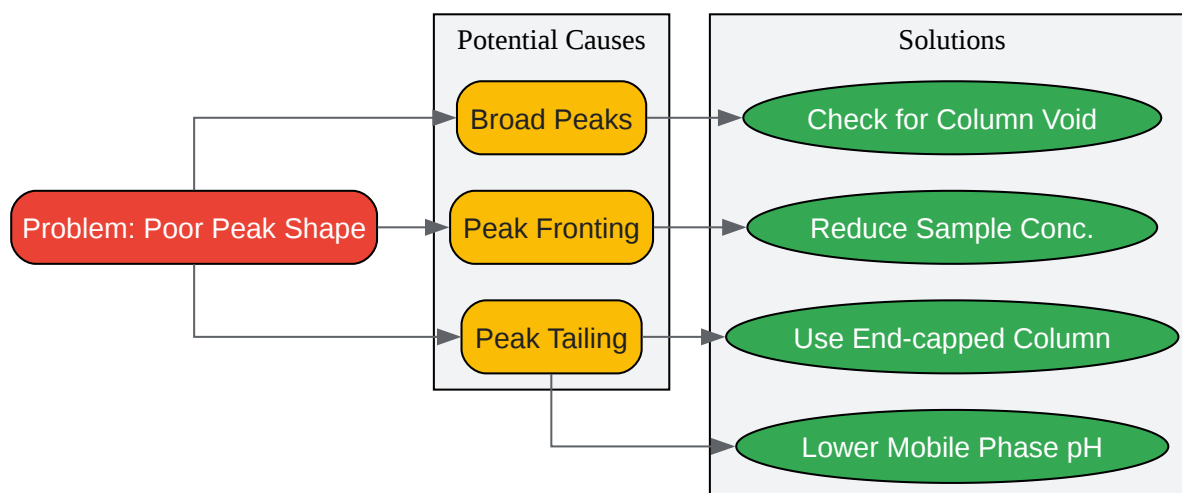 Potential Causes
Solutions
Broad Peaks
Check for Column Void
Problem: Poor Peak Shape
Peak Fronting
Reduce Sample Conc.
Peak Tailing
Use End-capped Column
Lower Mobile Phase pH